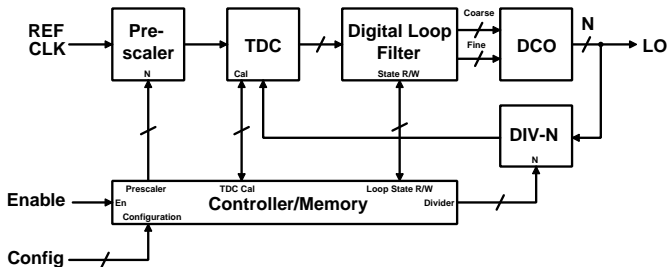 REF
CLK
Pre-
scaler
N
TDC
Cal
Digital Loop
Filter
State R/W
Coarse
Fine
DCO
N
LO
DIV-N
N
Enable
Prescaler
TDC Cal
Loop State R/W
En
Controller/Memory
Divider
Configuration
Config